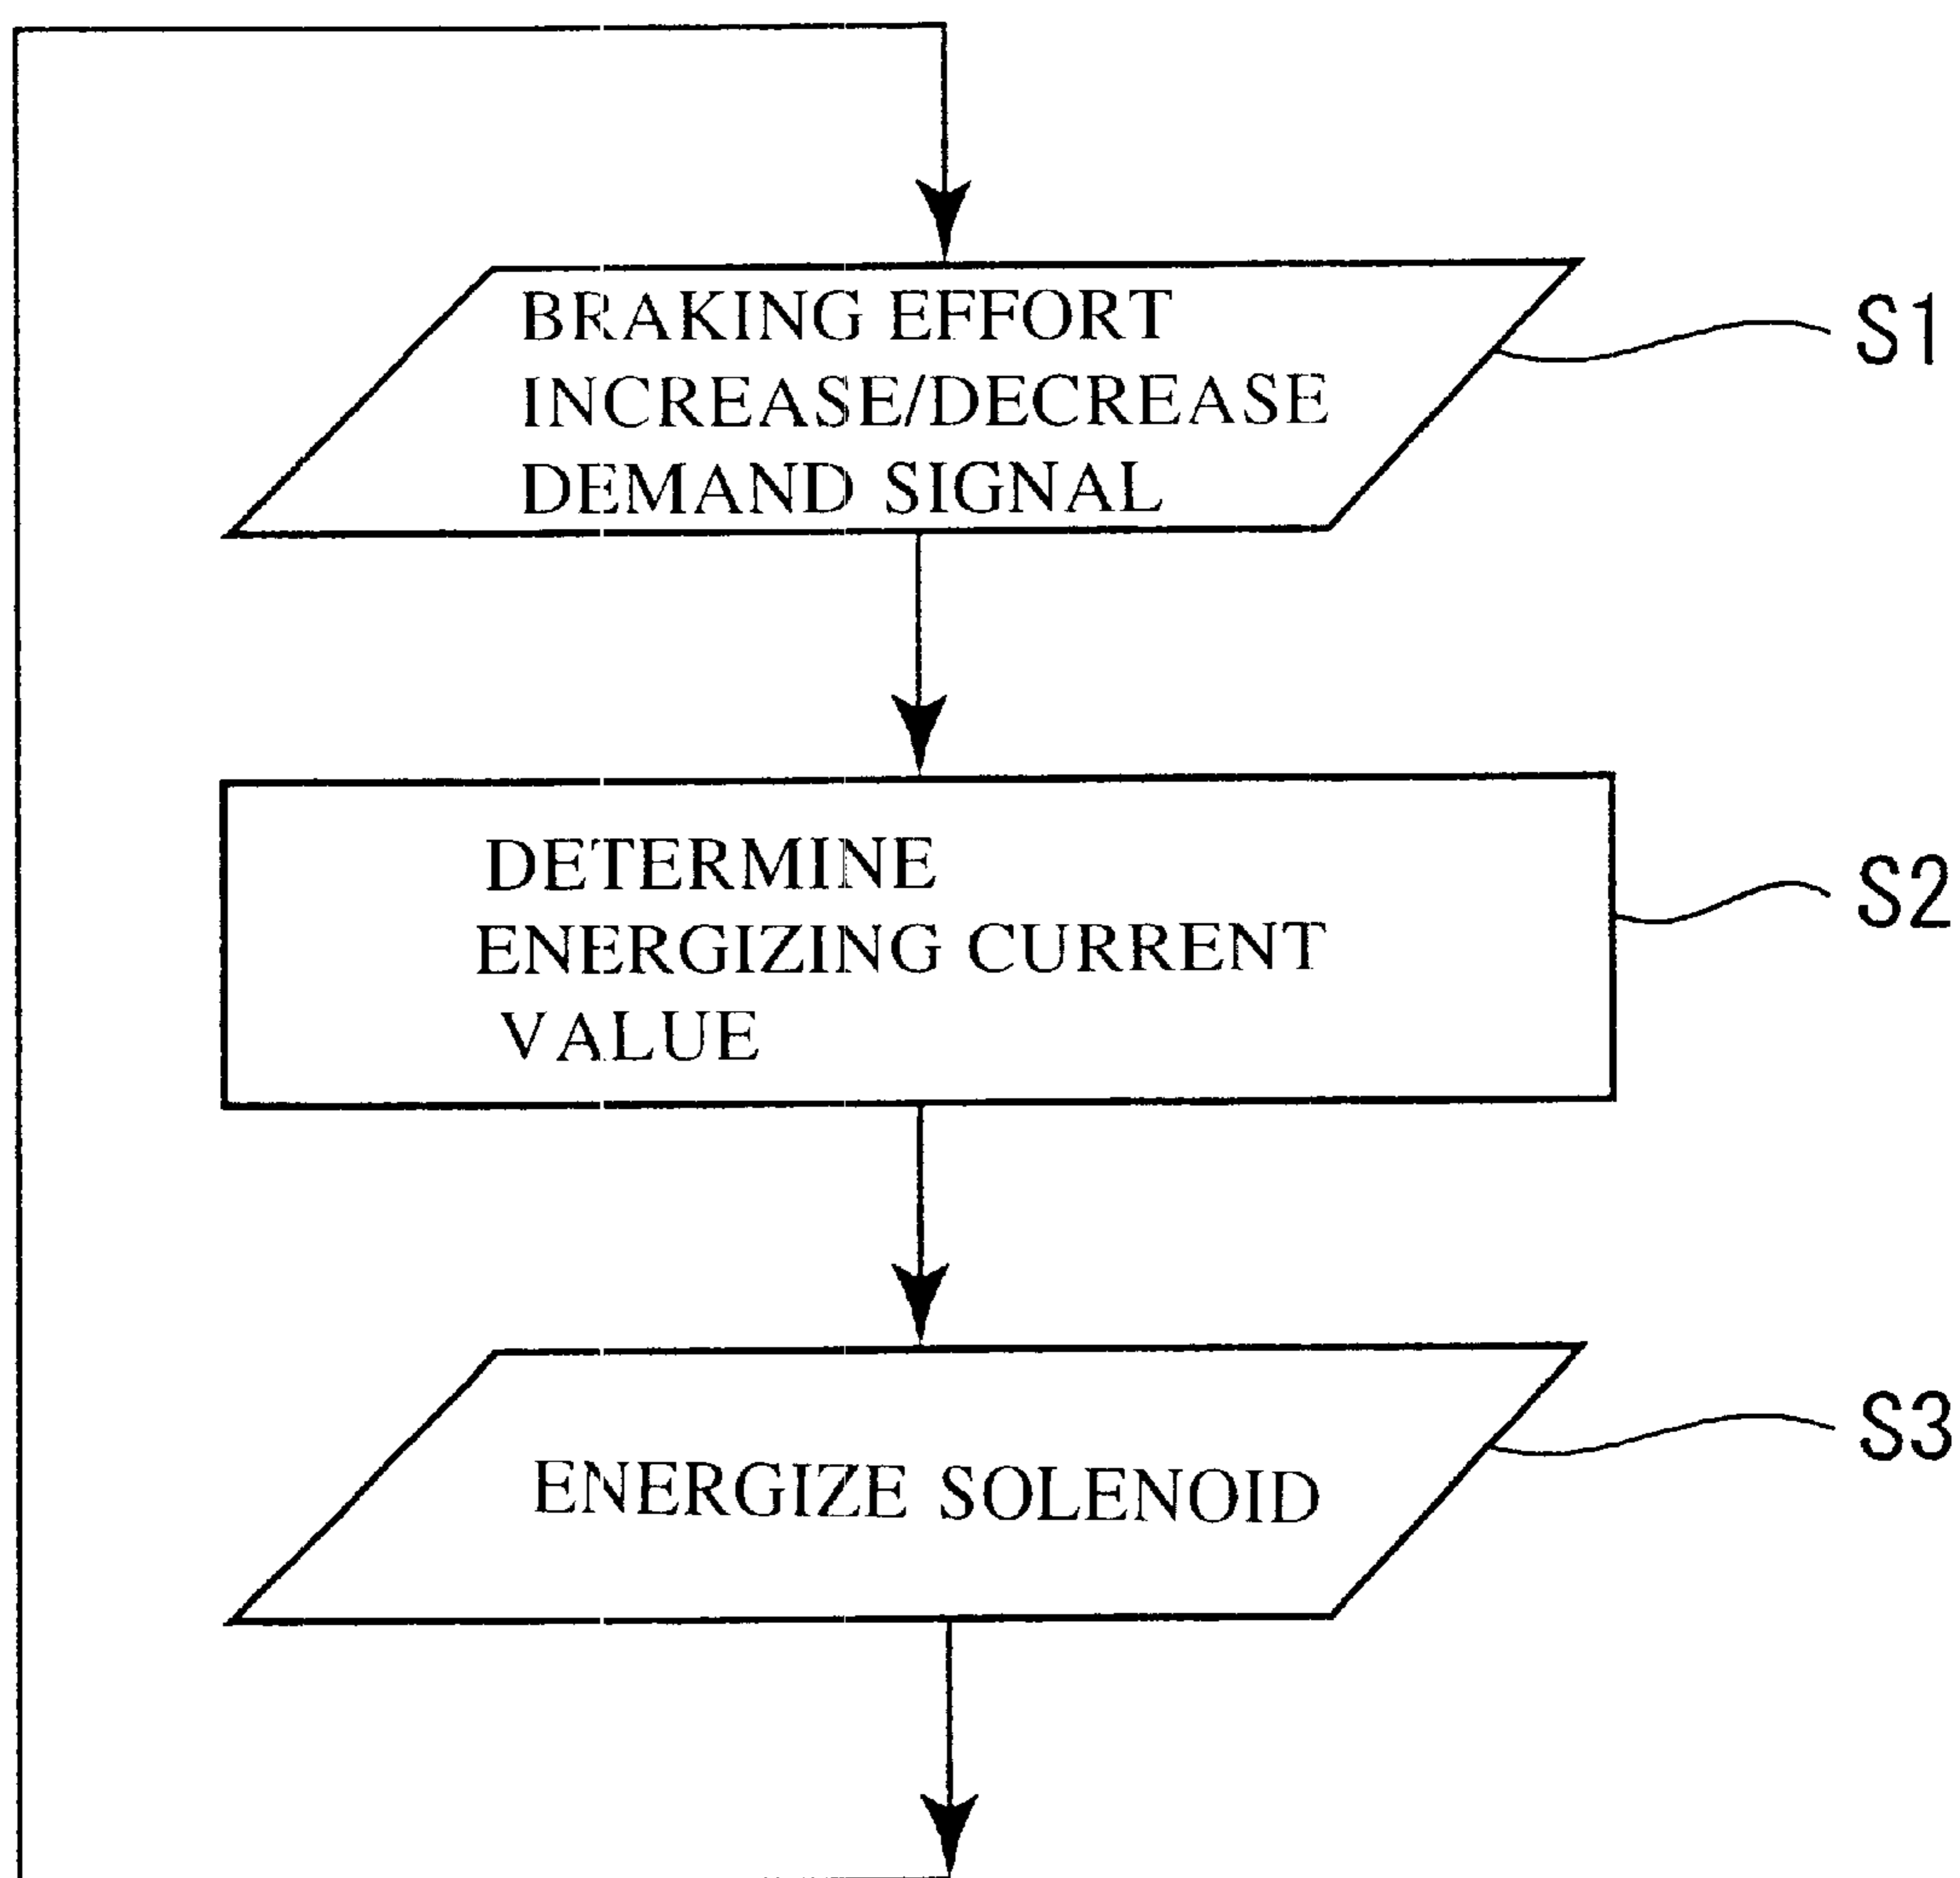 BRAKING EFFORT
INCREASE/DECREASE
DEMAND SIGNAL
S1
DETERMINE
ENERGIZING CURRENT
VALUE
S2
ENERGIZE SOLENOID
S3